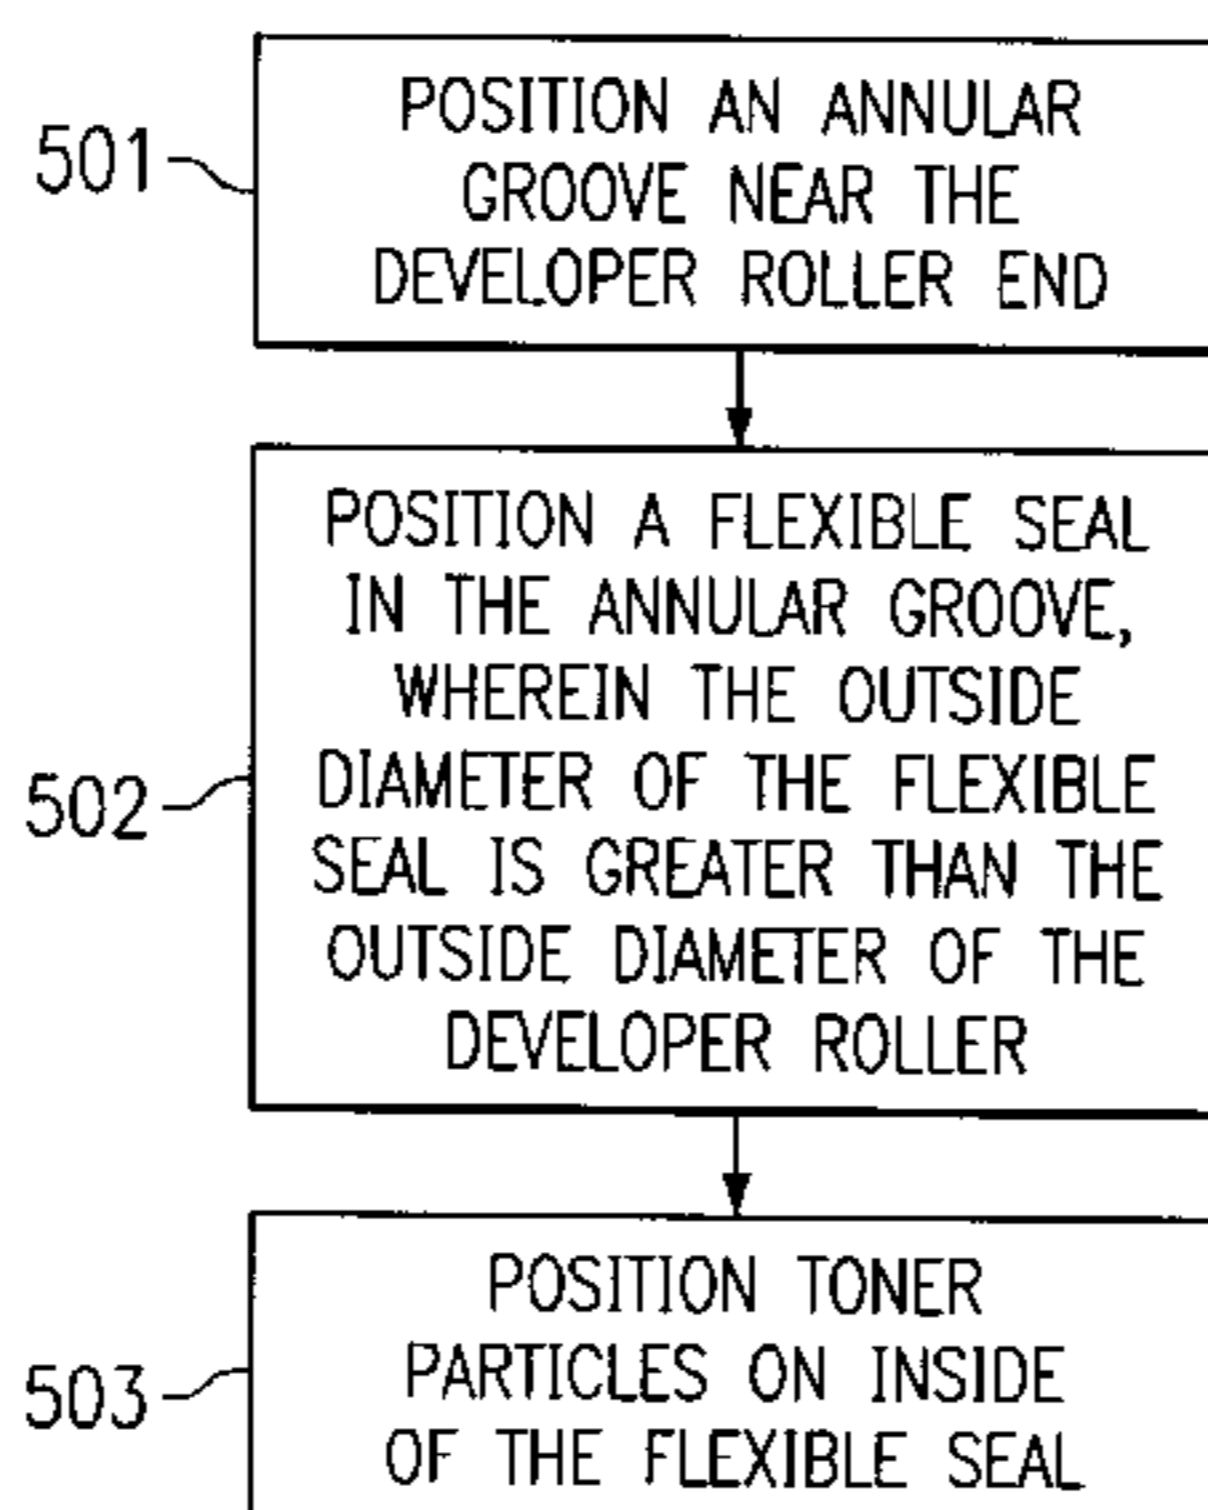 501
POSITION AN ANNULAR
GROOVE NEAR THE
DEVELOPER ROLLER END
502
POSITION A FLEXIBLE SEAL
IN THE ANNULAR GROOVE,
WHEREIN THE OUTSIDE
DIAMETER OF THE FLEXIBLE
SEAL IS GREATER THAN THE
OUTSIDE DIAMETER OF THE
DEVELOPER ROLLER
503
POSITION TONER
PARTICLES ON INSIDE
OF THE FLEXIBLE SEAL